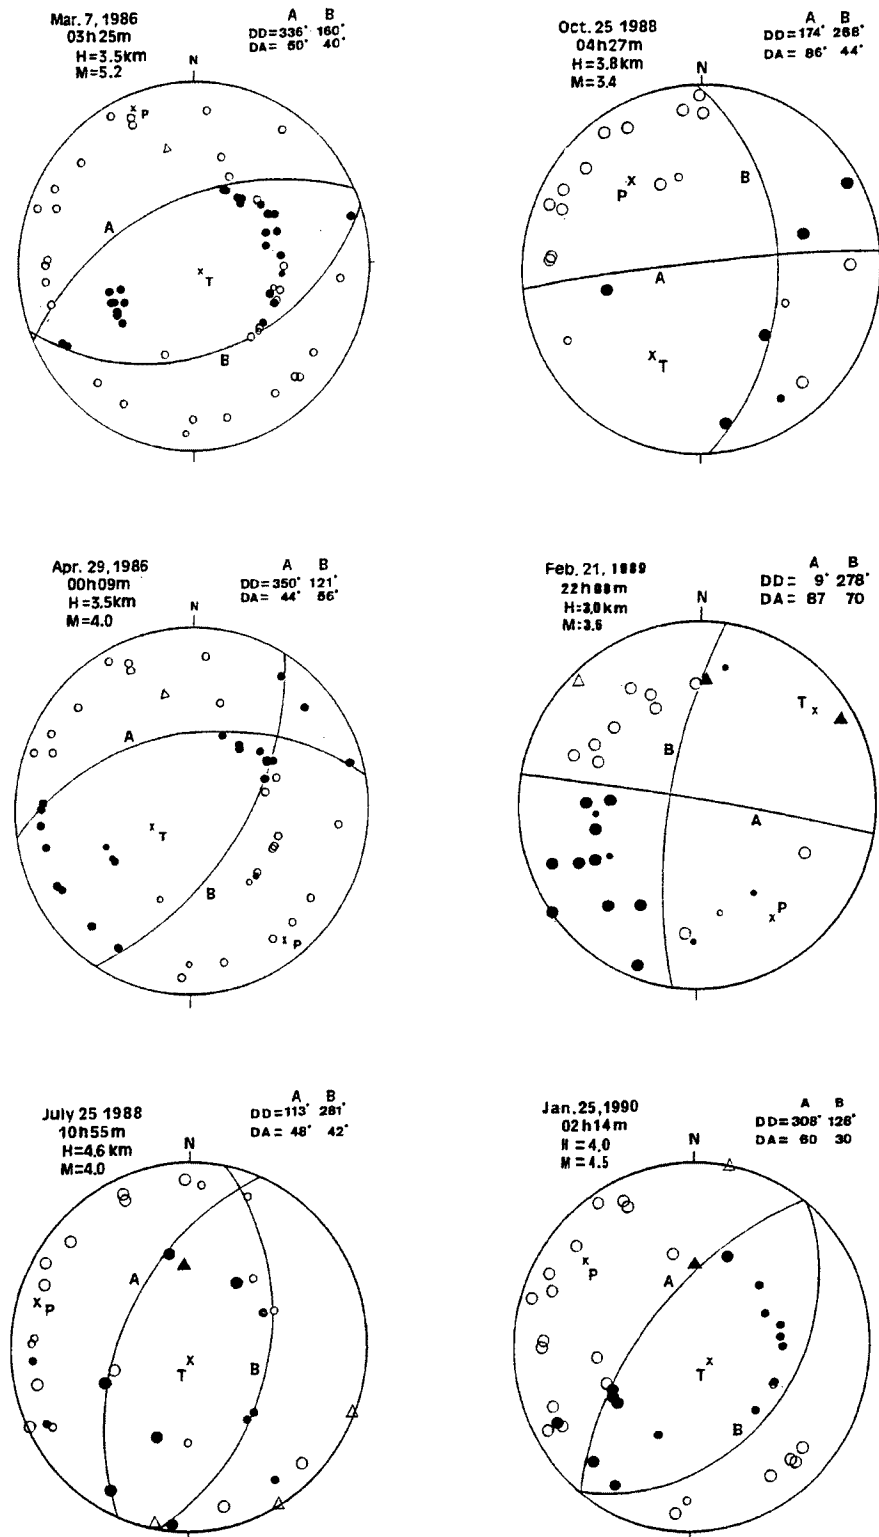 Mar. 7, 1986
03h25m
H=3.5km
M=5.2
A B
DD=336° 160°
DA= 50° 40°
N
P
A
T
B
Oct. 25 1988
04h27m
H=3.8km
M=3.4
A B
DD=174° 268°
DA= 86° 44°
N
B
P
A
T
Apr. 29, 1986
00h09m
H=3.5km
M=4.0
A B
DD=350° 121°
DA= 44° 56°
N
A
T
B
P
Feb. 21, 1989
H=3.0km
M=3.6
A B
DD= 9° 278°
DA= 87 70
N
T
B
A
P
July 25 1988
10h55m
H=4.6 km
M=4.0
A B
DD=113° 281°
DA= 48° 42°
N
A
P
T
B
Jan. 25, 1990
02h14m
H =4.0
M =4.5
A B
DD=308° 128°
DA= 60 30
N
P
A
T
B